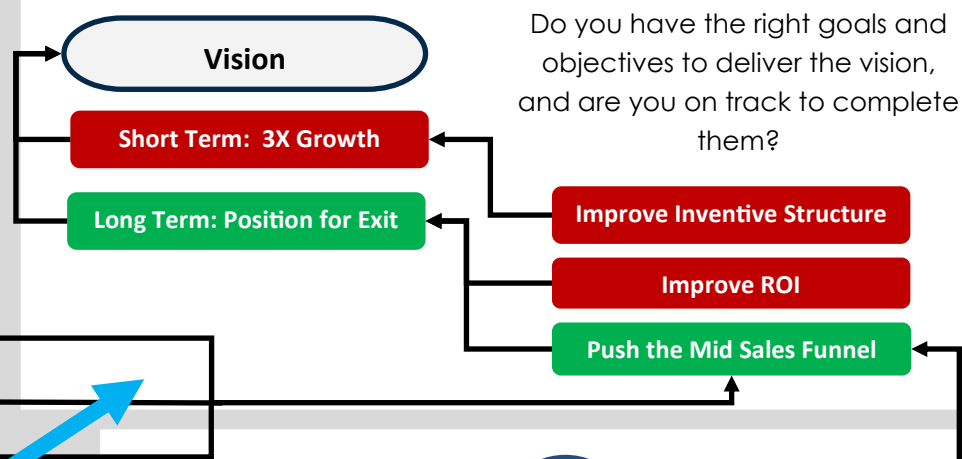 Vision
Do you have the right goals and
objectives to deliver the vision,
and are you on track to complete
them?
Short Term: 3X Growth
Long Term: Position for Exit
Improve Inventive Structure
Improve ROI
Push the Mid Sales Funnel